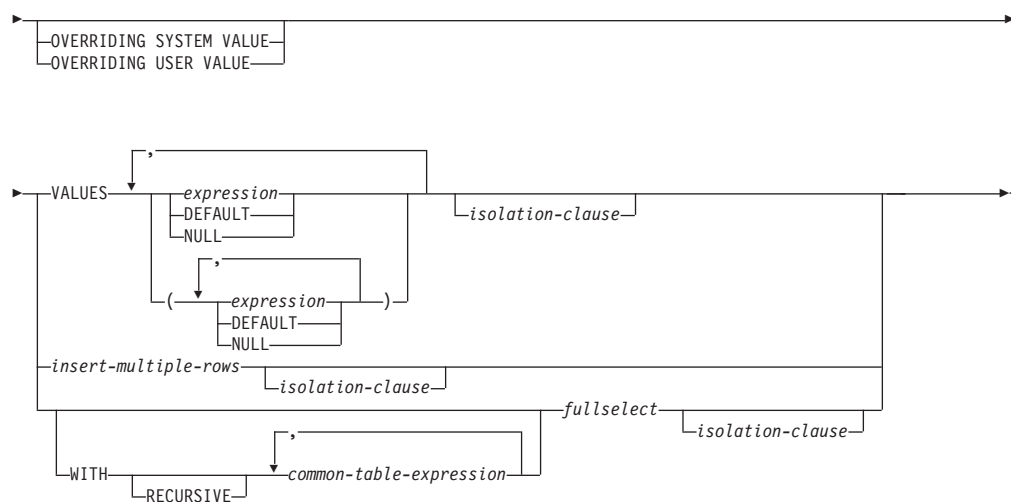 OVERRIDING SYSTEM VALUE
OVERRIDING USER VALUE
,
VALUES expression
DEFAULT isolation-clause
NULL
,
( expression )
DEFAULT
NULL
insert-multiple-rows
isolation-clause
fullselect
isolation-clause
,
WITH common-table-expression
RECURSIVE